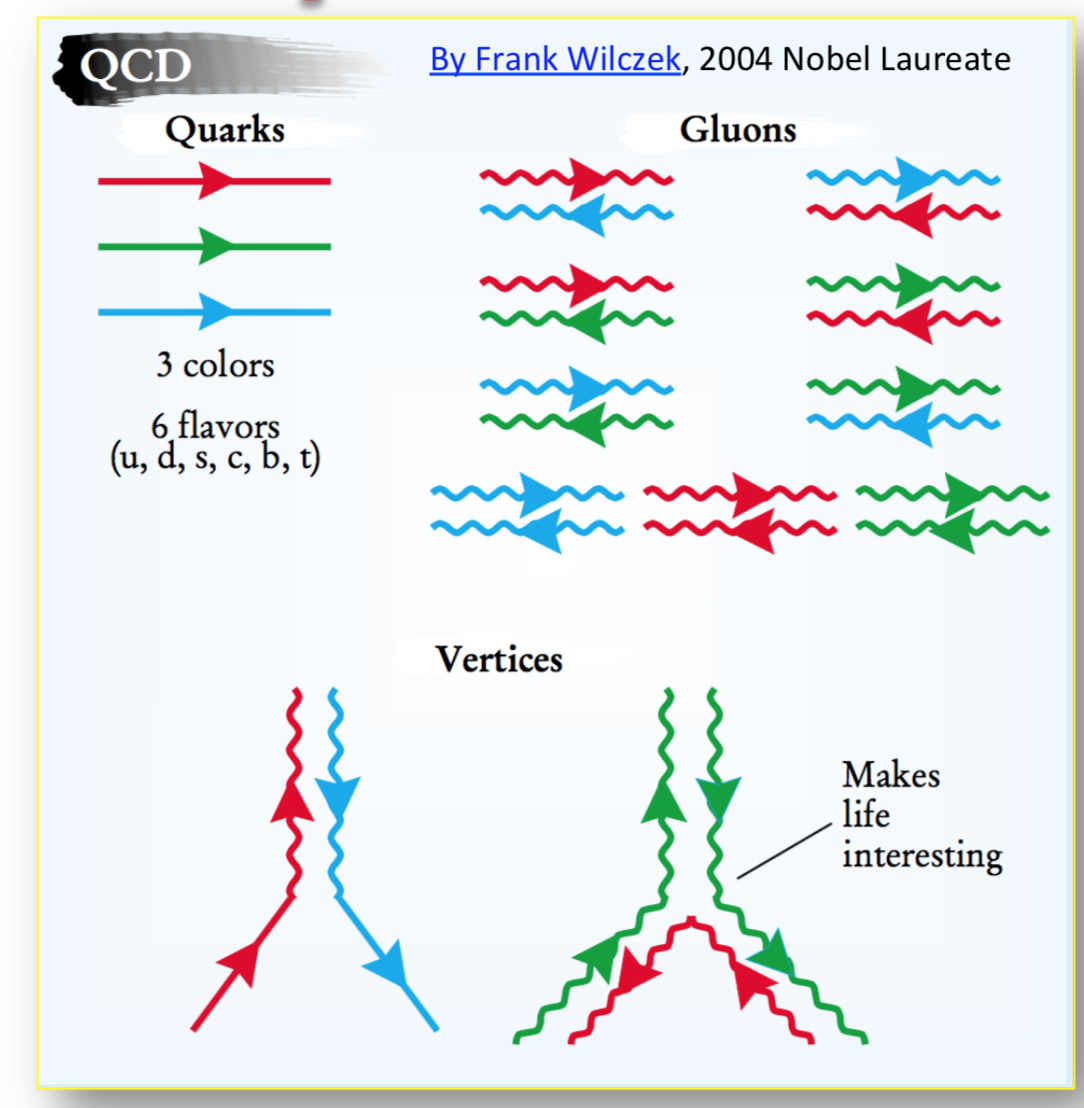 QCD
By Frank Wilczek, 2004 Nobel Laureate
Quarks
Gluons
3 colors
6 flavors
(u, d, s, c, b, t)
Vertices
Makes
life
interesting